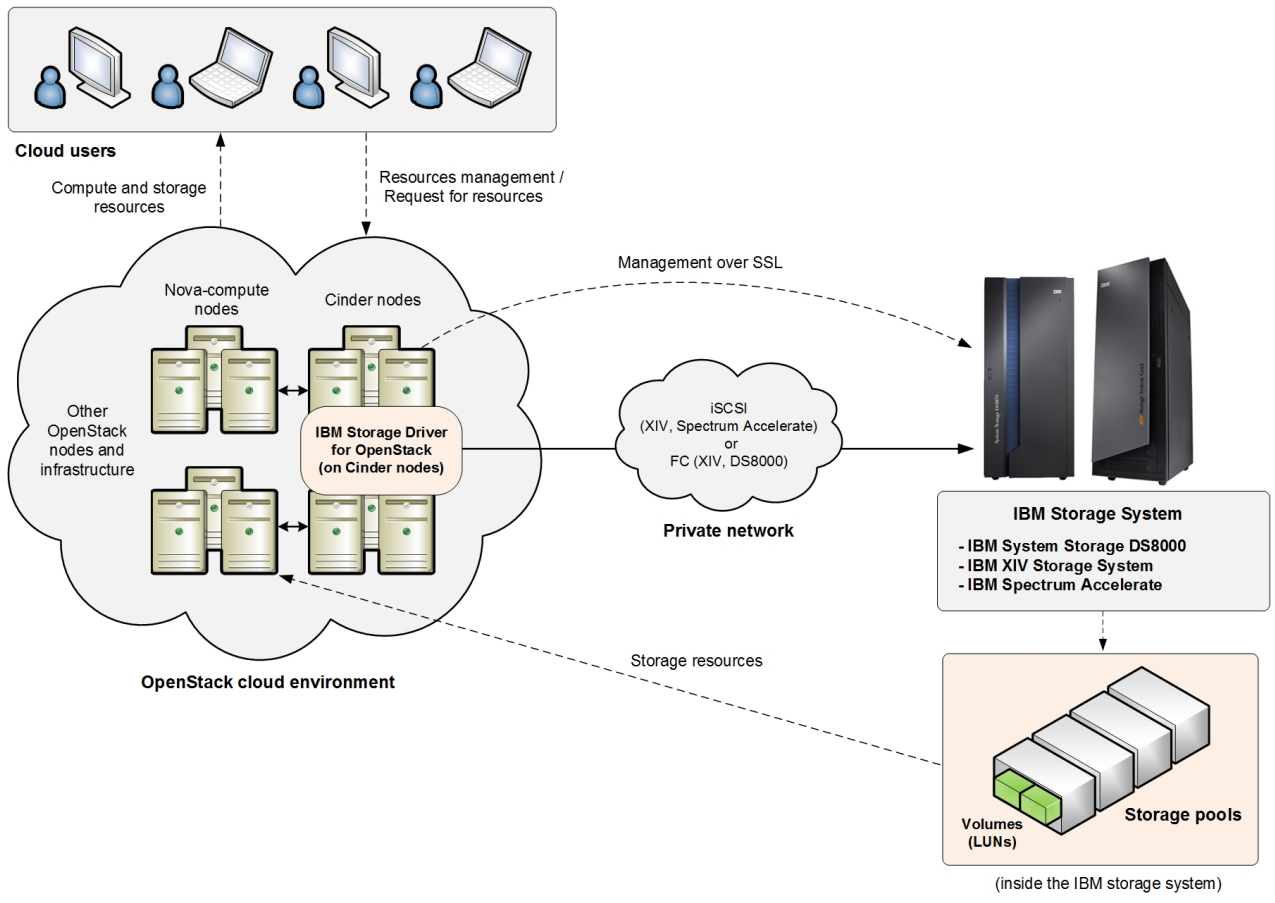 Cloud users
Compute and storage
resources
Resources management /
Request for resources
Nova-compute
nodes
Cinder nodes
Management over SSL
Other
OpenStack
nodes and
infrastructure
IBM Storage Driver
for OpenStack
(on Cinder nodes)
iSCSI
(XIV, Spectrum Accelerate)
or
FC (XIV, DS8000)
Private network
IBM
IBM
IBM Storage System
- IBM System Storage DS8000
- IBM XIV Storage System
- IBM Spectrum Accelerate
OpenStack cloud environment
Storage resources
Volumes
(LUNs)
Storage pools
(inside the IBM storage system)